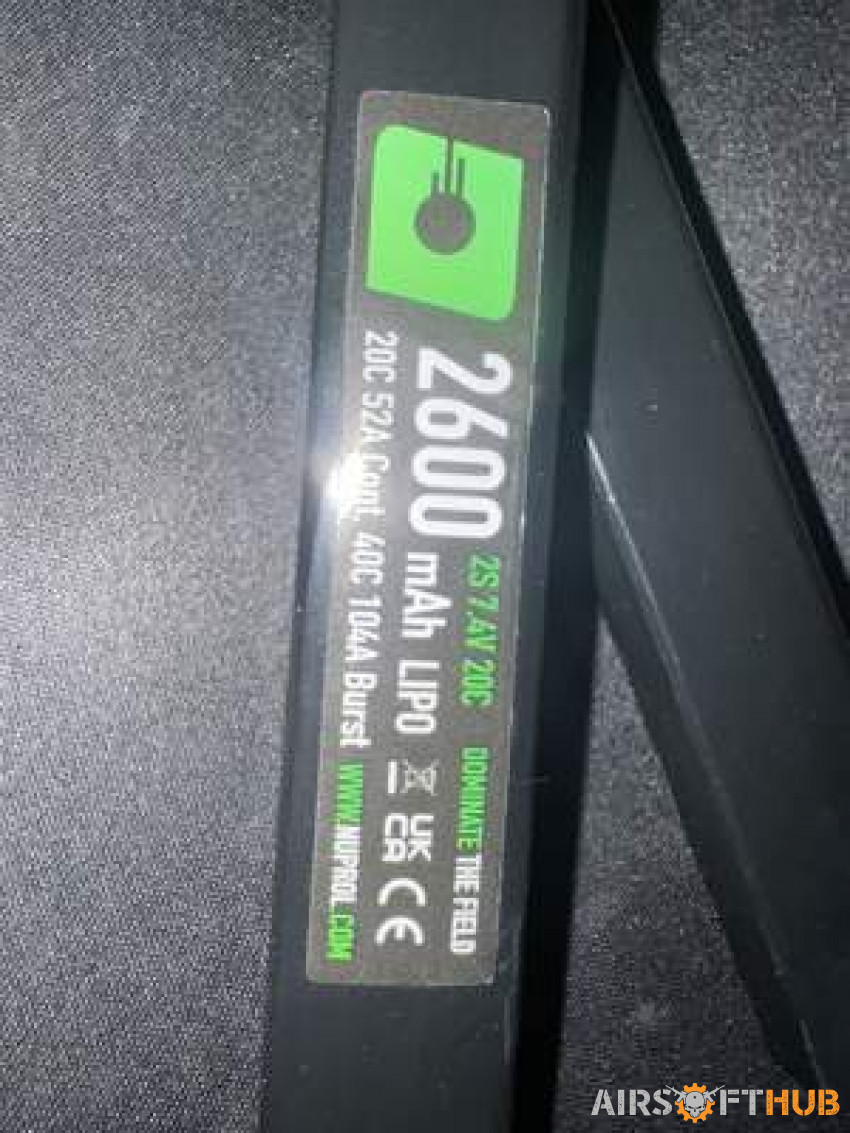 2S 7.4V 20C DOMINATE THE FIELD
2600 mAh LIPO UK CA CE
20C 52A Cont. 40C 104A Burst WWW.NUPROL.COM
AIRSOFTHUB